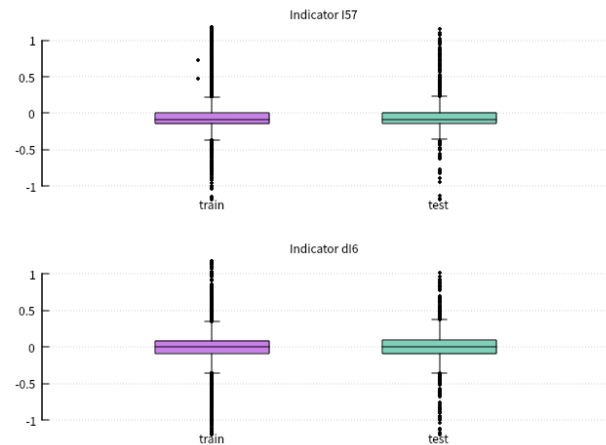 Indicator I57
1
0.5
0
-0.5
-1
train test
Indicator dI6
1
0.5
0
-0.5
-1
train test